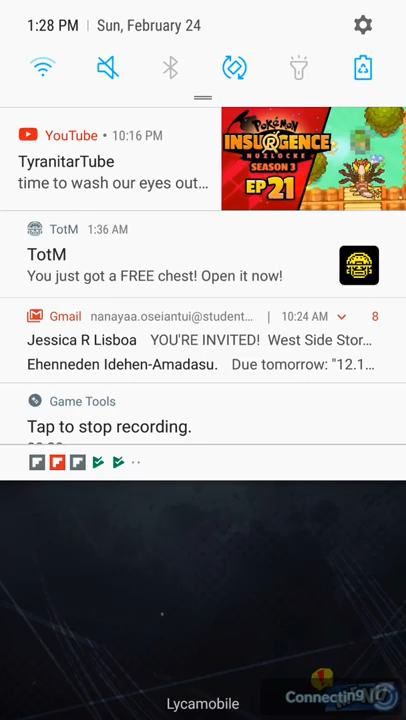 1:28 PM | Sun, February 24
YouTube • 10:16 PM
TyranitarTube
time to wash our eyes out...
POKéMON
INSURGENCE
NUZLOCKE
SEASON 3
EP 21
TotM 1:36 AM
TotM
You just got a FREE chest! Open it now!
Gmail nanayaa.oseiantui@student... | 10:24 AM 8
Jessica R Lisboa YOU'RE INVITED! West Side Stor...
Ehenneden Idehen-Amadasu. Due tomorrow: "12.1...
Game Tools
Tap to stop recording.
Lycamobile
Connecting